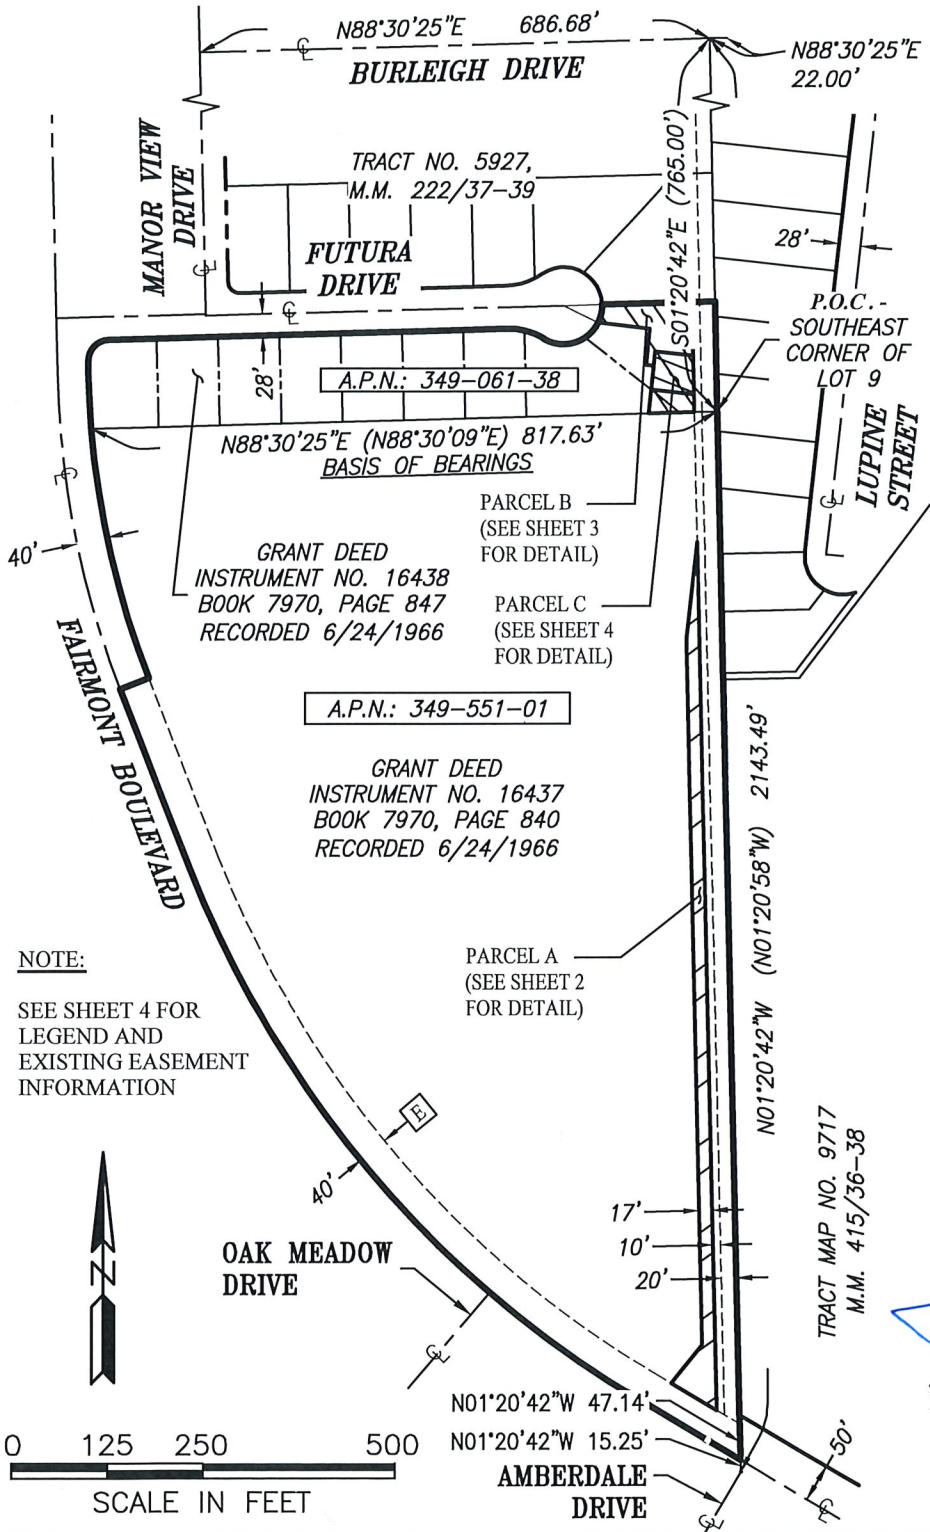 N88°30'25"E 686.68'
℄
BURLEIGH DRIVE
N88°30'25"E
22.00'
MANOR VIEW
DRIVE
℄
TRACT NO. 5927,
M.M. 222/37-39
S01°20'42"E (765.00')
28'
FUTURA
DRIVE
℄
P.O.C. -
SOUTHEAST
CORNER OF
LOT 9
28'
A.P.N.: 349-061-38
N88°30'25"E (N88°30'09"E) 817.63'
BASIS OF BEARINGS
℄
LUPINE
STREET
℄
PARCEL B
(SEE SHEET 3
FOR DETAIL)
40'
GRANT DEED
INSTRUMENT NO. 16438
BOOK 7970, PAGE 847
RECORDED 6/24/1966
PARCEL C
(SEE SHEET 4
FOR DETAIL)
FAIRMONT BOULEVARD
A.P.N.: 349-551-01
GRANT DEED
INSTRUMENT NO. 16437
BOOK 7970, PAGE 840
RECORDED 6/24/1966
N01°20'42"W (N01°20'58"W) 2143.49'
NOTE:
SEE SHEET 4 FOR
LEGEND AND
EXISTING EASEMENT
INFORMATION
PARCEL A
(SEE SHEET 2
FOR DETAIL)
E
40'
TRACT MAP NO. 9717
M.M. 415/36-38
N
17'
10'
20'
OAK MEADOW
DRIVE
℄
N01°20'42"W 47.14'
N01°20'42"W 15.25'
50'
AMBERDALE
DRIVE
℄
℄
0 125 250 500
SCALE IN FEET